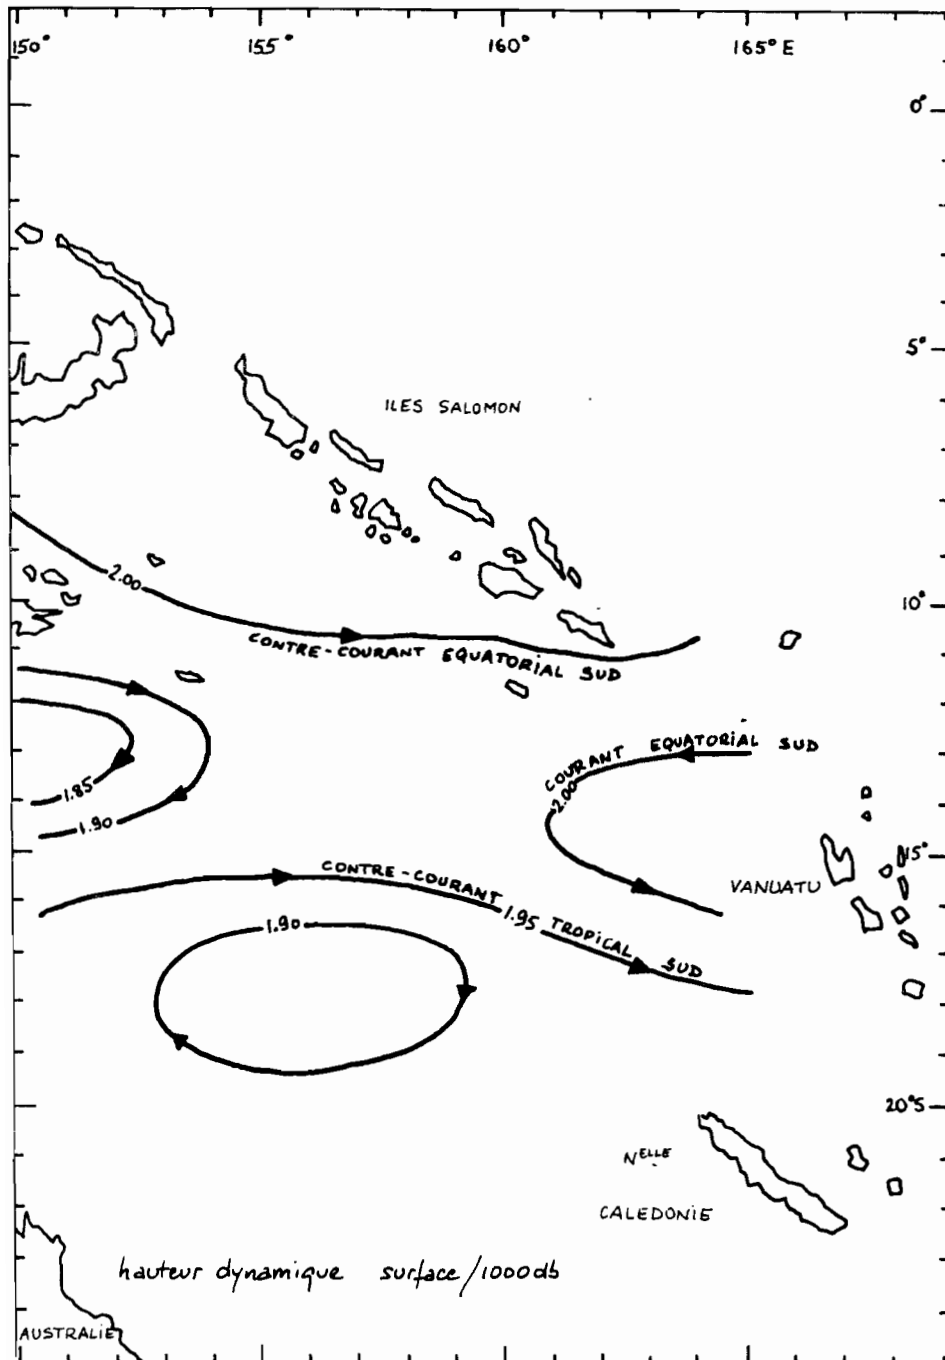 150° 155° 160° 165° E
0°
5°
ILES SALOMON
2.00
10°
CONTRE-COURANT EQUATORIAL SUD
COURANT EQUATORIAL SUD
2.00
1.85
1.90
15°
CONTRE-COURANT 1.95 TROPICAL SUD
VANUATU
1.90
20°S
NELLE
CALEDONIE
hauteur dynamique surface/1000db
AUSTRALIE